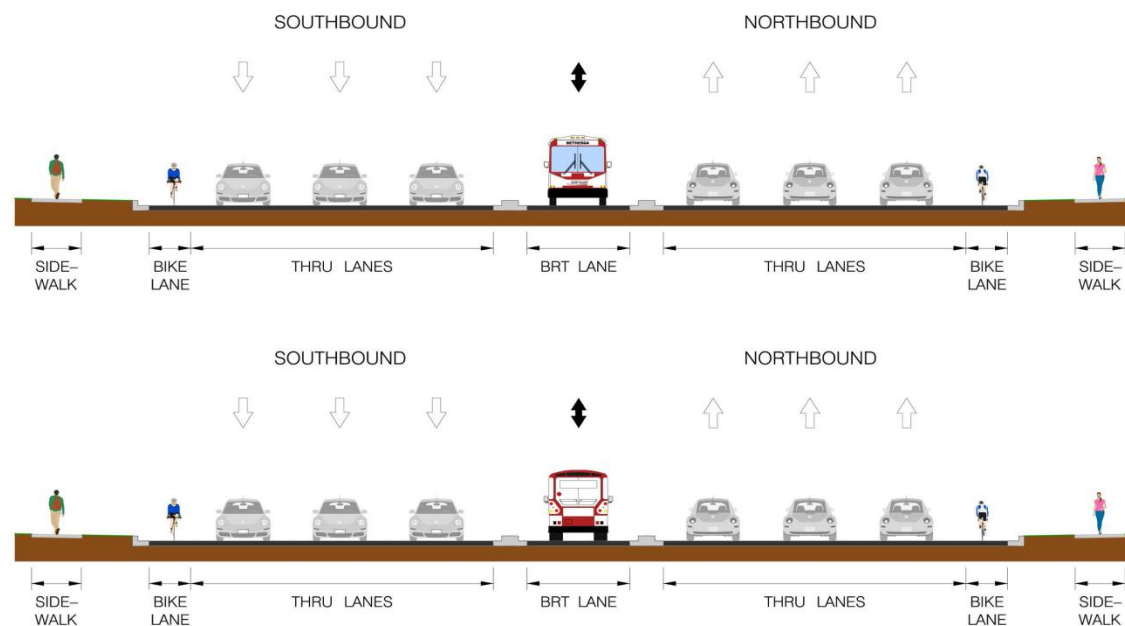 SOUTHBOUND NORTHBOUND
BETHESDA
SIDE– BIKE THRU LANES BRT LANE THRU LANES BIKE SIDE–
WALK LANE LANE WALK
SOUTHBOUND NORTHBOUND
SIDE– BIKE THRU LANES BRT LANE THRU LANES BIKE SIDE–
WALK LANE LANE WALK